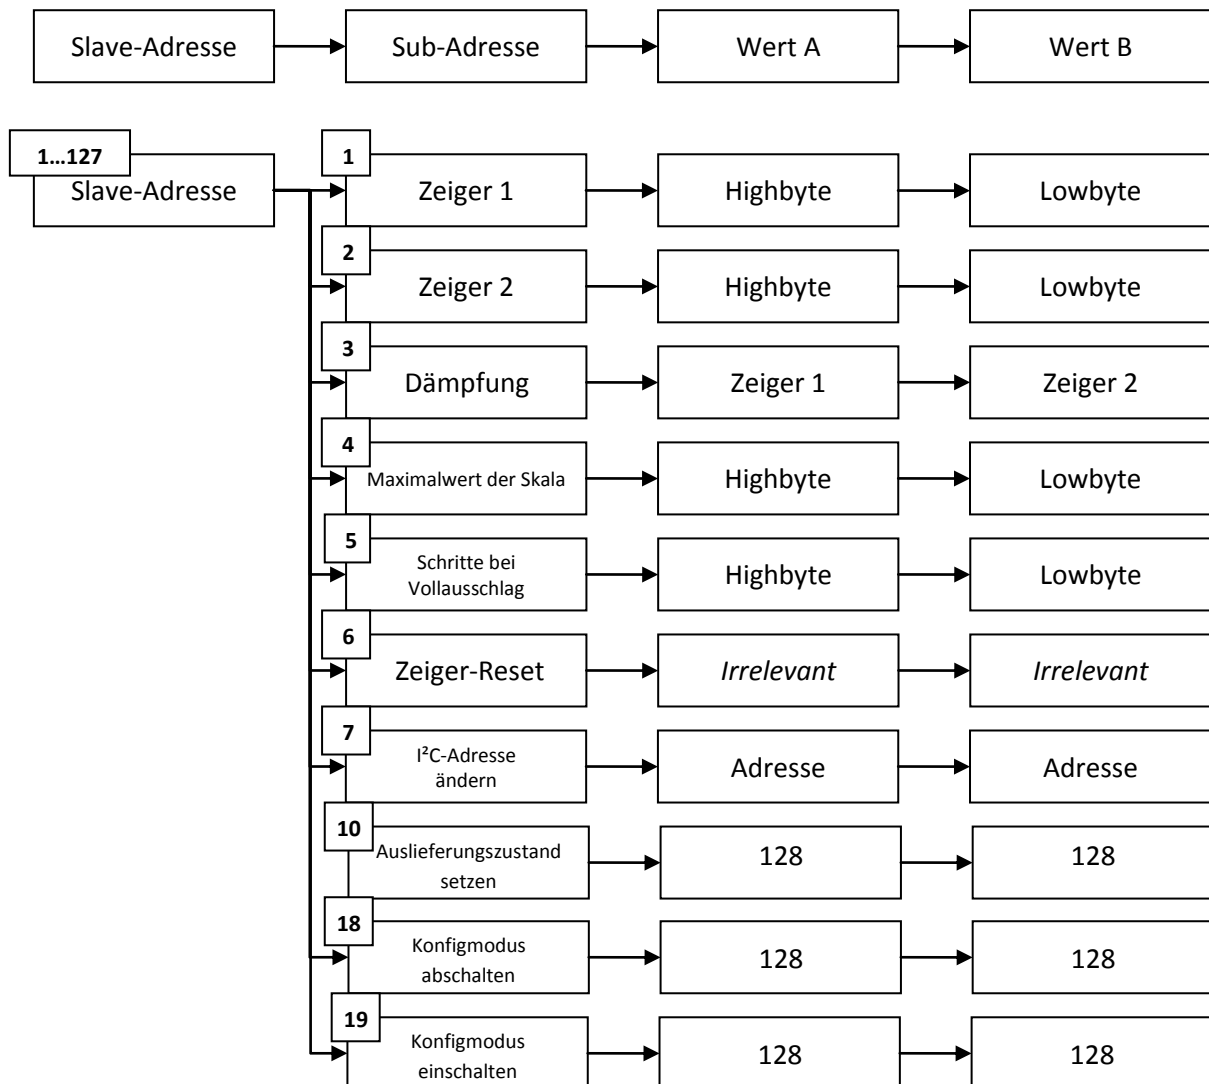 Slave-Adresse
Sub-Adresse
Wert A
Wert B
1...127
Slave-Adresse
1
Zeiger 1
Highbyte
Lowbyte
2
Zeiger 2
Highbyte
Lowbyte
3
Dämpfung
Zeiger 1
Zeiger 2
4
Maximalwert der Skala
Highbyte
Lowbyte
5
Schritte bei
Vollausschlag
Highbyte
Lowbyte
6
Zeiger-Reset
Irrelevant
Irrelevant
7
I²C-Adresse
ändern
Adresse
Adresse
10
Auslieferungszustand
setzen
128
128
18
Konfigmodus
abschalten
128
128
19
Konfigmodus
einschalten
128
128